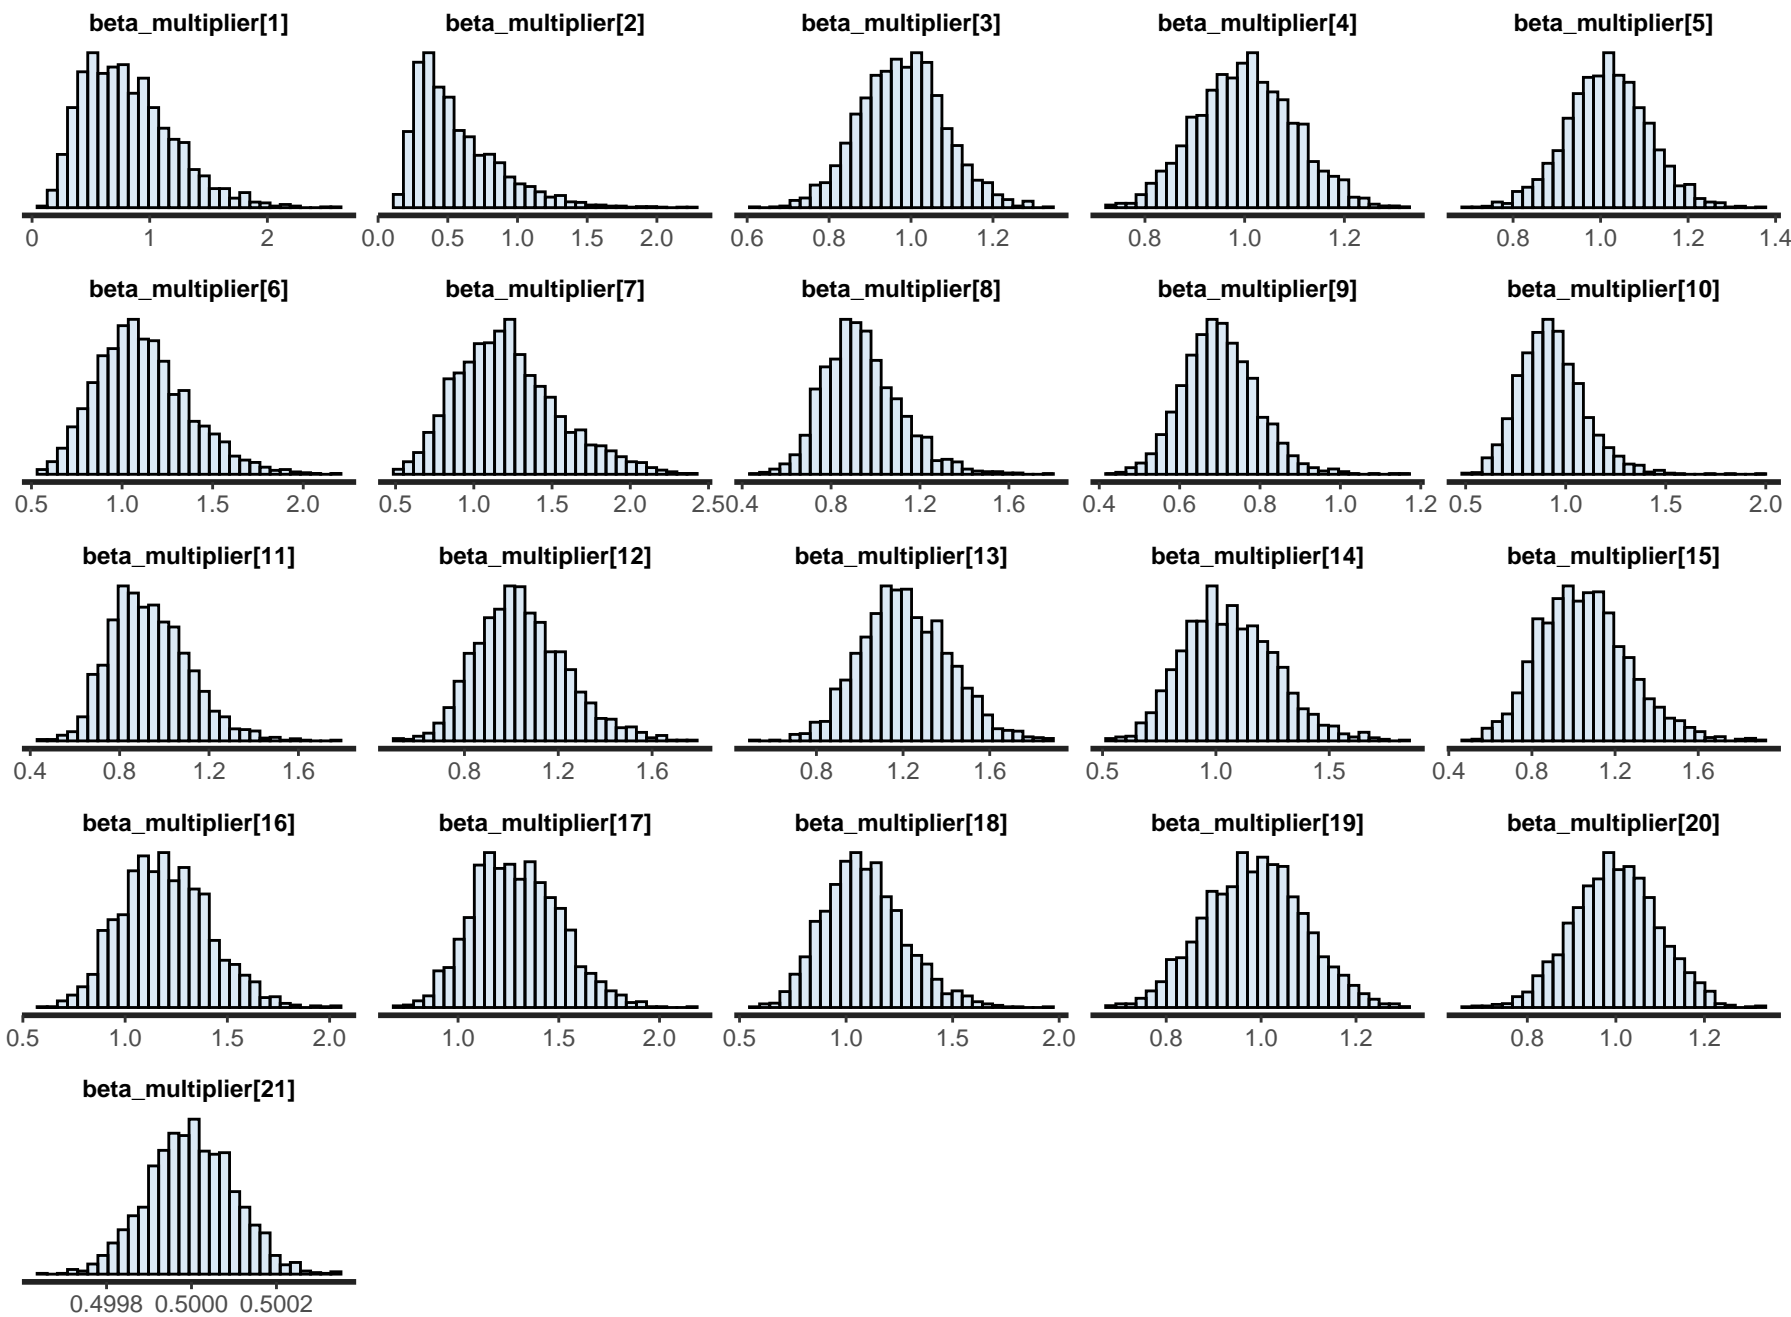 beta_multiplier[1] beta_multiplier[2] beta_multiplier[3] beta_multiplier[4] beta_multiplier[5]
0 1 2 0.0 0.5 1.0 1.5 2.0 0.6 0.8 1.0 1.2 0.8 1.0 1.2 0.8 1.0 1.2 1.4
beta_multiplier[6] beta_multiplier[7] beta_multiplier[8] beta_multiplier[9] beta_multiplier[10]
0.5 1.0 1.5 2.0 0.5 1.0 1.5 2.0 2.5 0.4 0.8 1.2 1.6 0.4 0.6 0.8 1.0 1.2 0.5 1.0 1.5 2.0
beta_multiplier[11] beta_multiplier[12] beta_multiplier[13] beta_multiplier[14] beta_multiplier[15]
0.4 0.8 1.2 1.6 0.8 1.2 1.6 0.8 1.2 1.6 0.5 1.0 1.5 0.4 0.8 1.2 1.6
beta_multiplier[16] beta_multiplier[17] beta_multiplier[18] beta_multiplier[19] beta_multiplier[20]
0.5 1.0 1.5 2.0 1.0 1.5 2.0 0.5 1.0 1.5 2.0 0.8 1.0 1.2 0.8 1.0 1.2
beta_multiplier[21]
0.4998 0.5000 0.5002